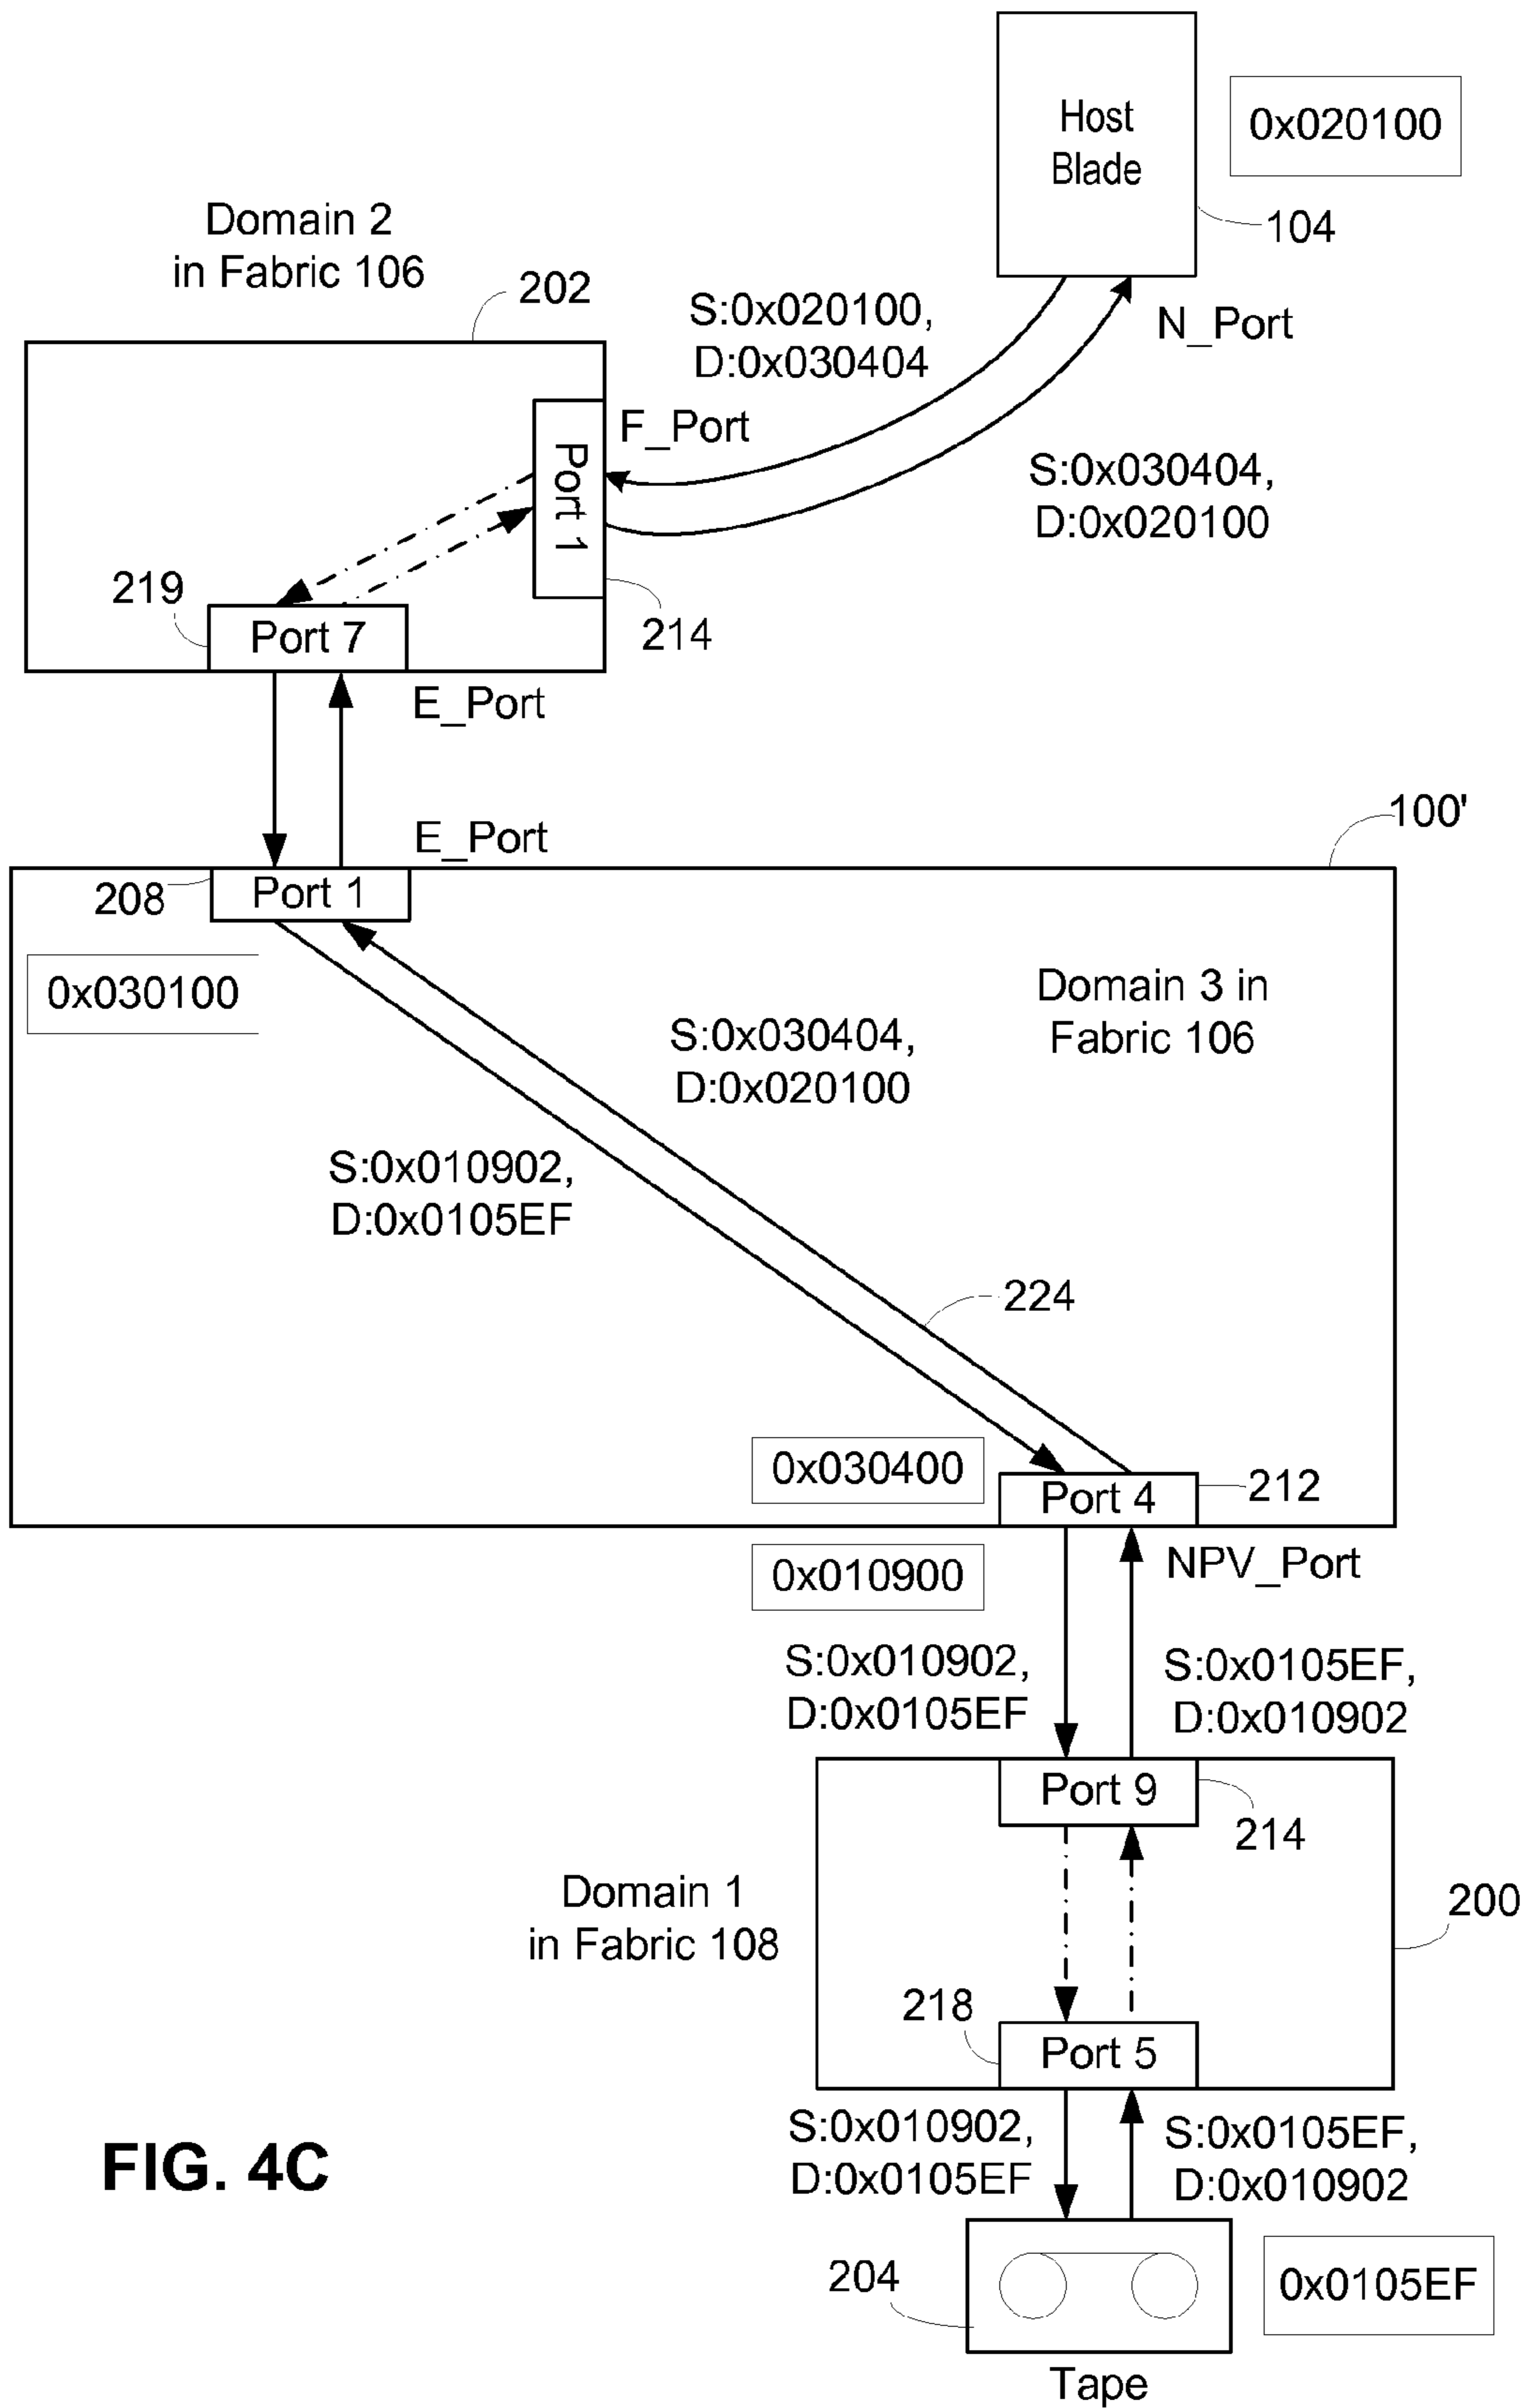 Host
Blade
0x020100
104
Domain 2
in Fabric 106
202
S:0x020100,
D:0x030404
N_Port
F_Port
Port 1
S:0x030404,
D:0x020100
219
Port 7
214
E_Port
100'
E_Port
208
Port 1
0x030100
Domain 3 in
Fabric 106
S:0x030404,
D:0x020100
S:0x010902,
D:0x0105EF
224
0x030400
Port 4
212
0x010900
NPV_Port
S:0x010902,
D:0x0105EF
S:0x0105EF,
D:0x010902
Port 9
214
Domain 1
in Fabric 108
200
218
Port 5
S:0x010902,
D:0x0105EF
S:0x0105EF,
D:0x010902
FIG. 4C
204
0x0105EF
Tape